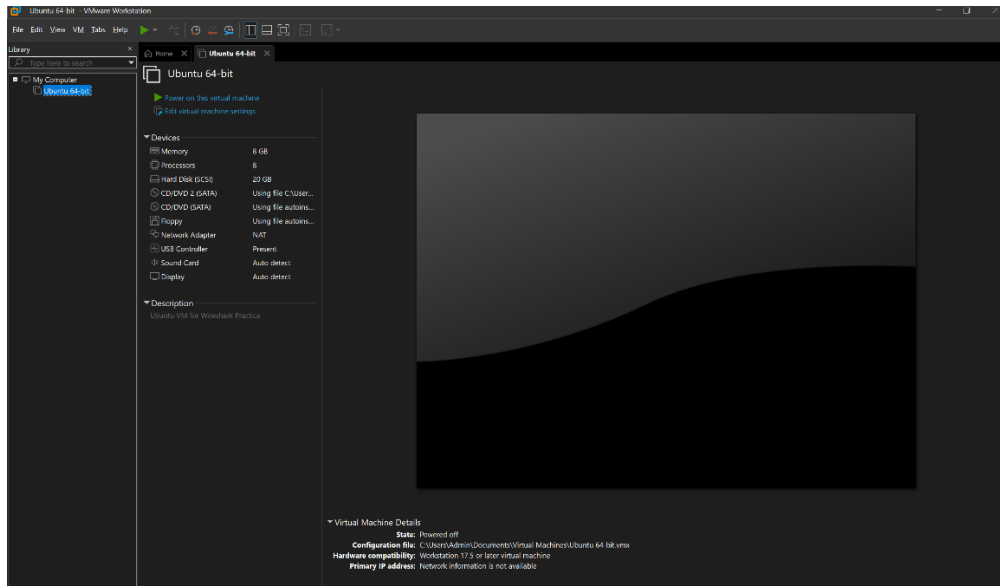 Ubuntu 64-bit - VMware Workstation
File Edit View VM Tabs Help
Library
Type here to search
My Computer
Ubuntu 64-bit
Home
Ubuntu 64-bit
Ubuntu 64-bit
Power on this virtual machine
Edit virtual machine settings
Devices
Memory 8 GB
Processors 8
Hard Disk (SCSI) 20 GB
CD/DVD 2 (SATA) Using file C:\User...
CD/DVD (SATA) Using file autoins...
Floppy Using file autoins...
Network Adapter NAT
USB Controller Present
Sound Card Auto detect
Display Auto detect
Description
Ubuntu VM for Wireshark Practice
Virtual Machine Details
State: Powered off
Configuration file: C:\Users\Admin\Documents\Virtual Machines\Ubuntu 64-bit.vmx
Hardware compatibility: Workstation 17.5 or later virtual machine
Primary IP address: Network information is not available